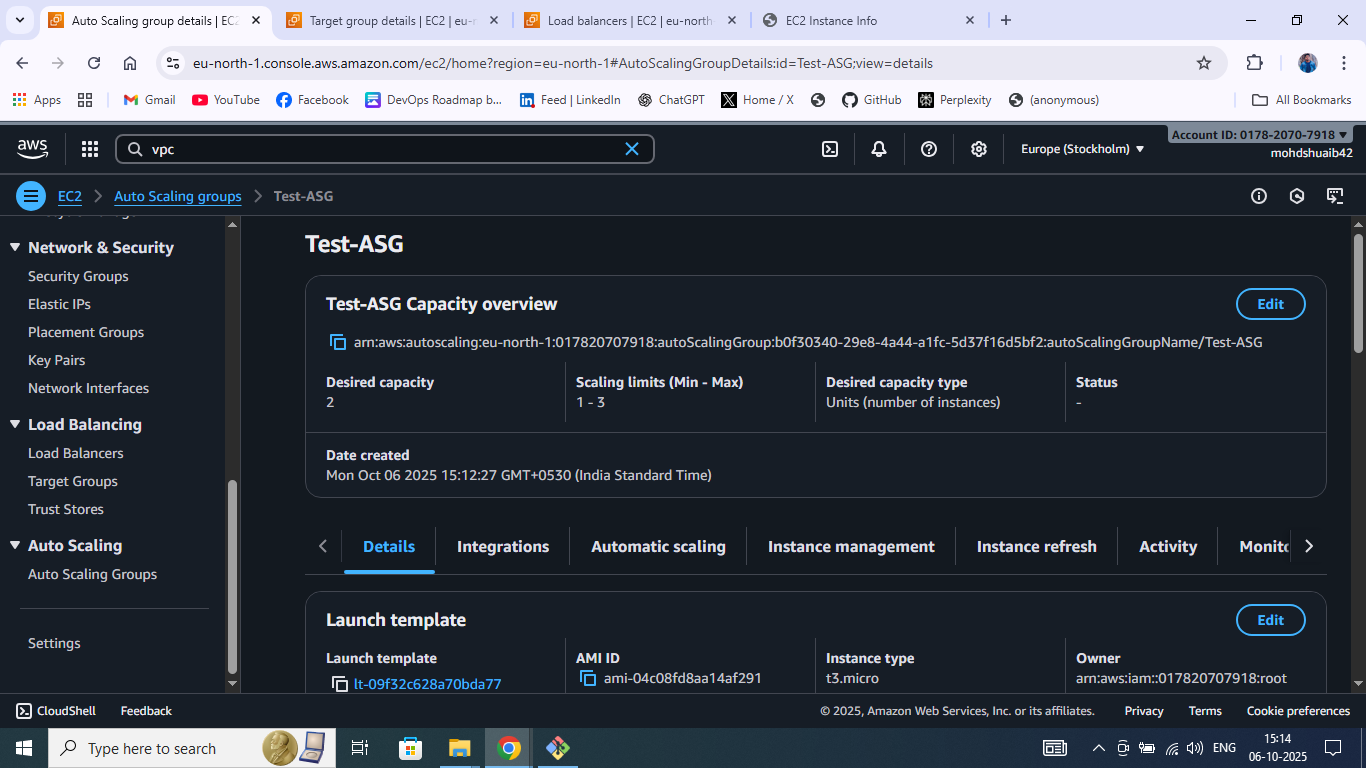 Auto Scaling group details | EC2
Target group details | EC2 | eu-n
Load balancers | EC2 | eu-north
EC2 Instance Info
eu-north-1.console.aws.amazon.com/ec2/home?region=eu-north-1#AutoScalingGroupDetails:id=Test-ASG;view=details
Apps
Gmail
YouTube
Facebook
DevOps Roadmap b...
Feed | LinkedIn
ChatGPT
Home / X
GitHub
Perplexity
(anonymous)
All Bookmarks
aws
vpc
Europe (Stockholm)
Account ID: 0178-2070-7918
mohdshuaib42
EC2
Auto Scaling groups
Test-ASG
Network & Security
Security Groups
Elastic IPs
Placement Groups
Key Pairs
Network Interfaces
Load Balancing
Load Balancers
Target Groups
Trust Stores
Auto Scaling
Auto Scaling Groups
Settings
Test-ASG
Test-ASG Capacity overview
Edit
arn:aws:autoscaling:eu-north-1:017820707918:autoScalingGroup:b0f30340-29e8-4a44-a1fc-5d37f16d5bf2:autoScalingGroupName/Test-ASG
Desired capacity
2
Scaling limits (Min - Max)
1 - 3
Desired capacity type
Units (number of instances)
Status
-
Date created
Mon Oct 06 2025 15:12:27 GMT+0530 (India Standard Time)
Details
Integrations
Automatic scaling
Instance management
Instance refresh
Activity
Monito
Launch template
Edit
Launch template
lt-09f32c628a70bda77
AMI ID
ami-04c08fd8aa14af291
Instance type
t3.micro
Owner
arn:aws:iam::017820707918:root
CloudShell
Feedback
© 2025, Amazon Web Services, Inc. or its affiliates.
Privacy
Terms
Cookie preferences
Type here to search
ENG
15:14
06-10-2025